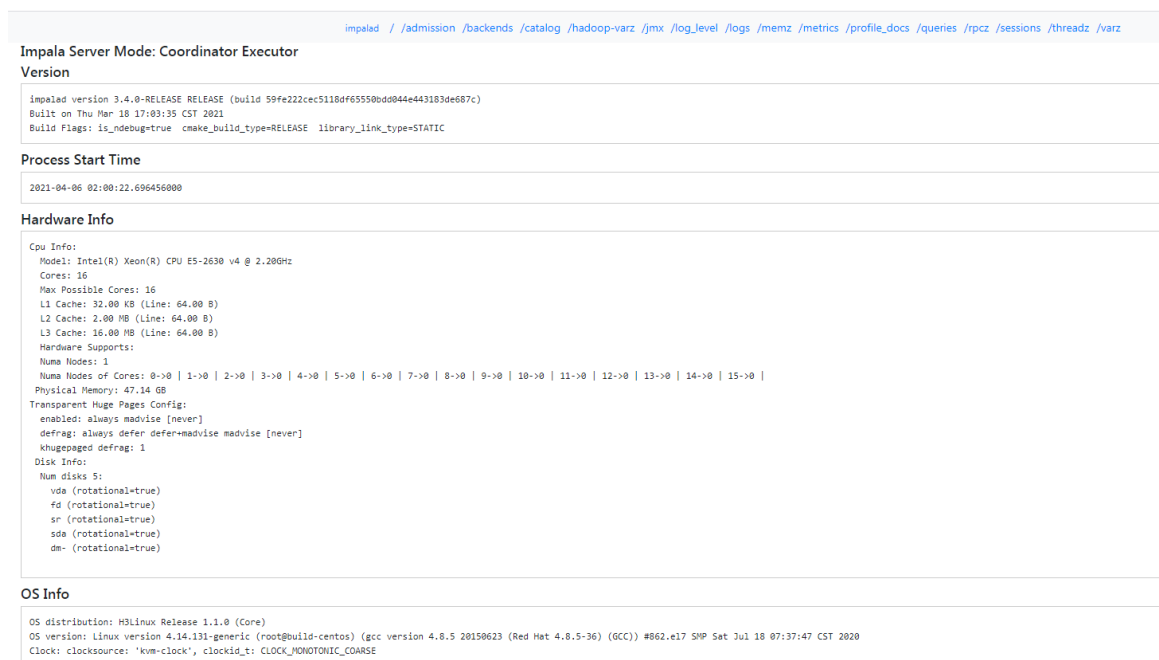 impalad / /admission /backends /catalog /hadoop-varz /jmx /log_level /logs /memz /metrics /profile_docs /queries /rpcz /sessions /threadz /varz
Impala Server Mode: Coordinator Executor
Version
impalad version 3.4.0-RELEASE RELEASE (build 59fe222cec5118df65550bdd044e443183de687c)
Built on Thu Mar 18 17:03:35 CST 2021
Build Flags: is_ndebug=true cmake_build_type=RELEASE library_link_type=STATIC
Process Start Time
2021-04-06 02:00:22.696456000
Hardware Info
Cpu Info:
Model: Intel(R) Xeon(R) CPU E5-2630 v4 @ 2.20GHz
Cores: 16
Max Possible Cores: 16
L1 Cache: 32.00 KB (Line: 64.00 B)
L2 Cache: 2.00 MB (Line: 64.00 B)
L3 Cache: 16.00 MB (Line: 64.00 B)
Hardware Supports:
Numa Nodes: 1
Numa Nodes of Cores: 0->0 | 1->0 | 2->0 | 3->0 | 4->0 | 5->0 | 6->0 | 7->0 | 8->0 | 9->0 | 10->0 | 11->0 | 12->0 | 13->0 | 14->0 | 15->0 |
Physical Memory: 47.14 GB
Transparent Huge Pages Config:
enabled: always madvise [never]
defrag: always defer defer+madvise madvise [never]
khugepaged defrag: 1
Disk Info:
Num disks 5:
vda (rotational=true)
fd (rotational=true)
sr (rotational=true)
sda (rotational=true)
dm- (rotational=true)
OS Info
OS distribution: H3Linux Release 1.1.0 (Core)
OS version: Linux version 4.14.131-generic (root@build-centos) (gcc version 4.8.5 20150623 (Red Hat 4.8.5-36) (GCC)) #862.el7 SMP Sat Jul 18 07:37:47 CST 2020
Clock: clocksource: 'kvm-clock', clockid_t: CLOCK_MONOTONIC_COARSE